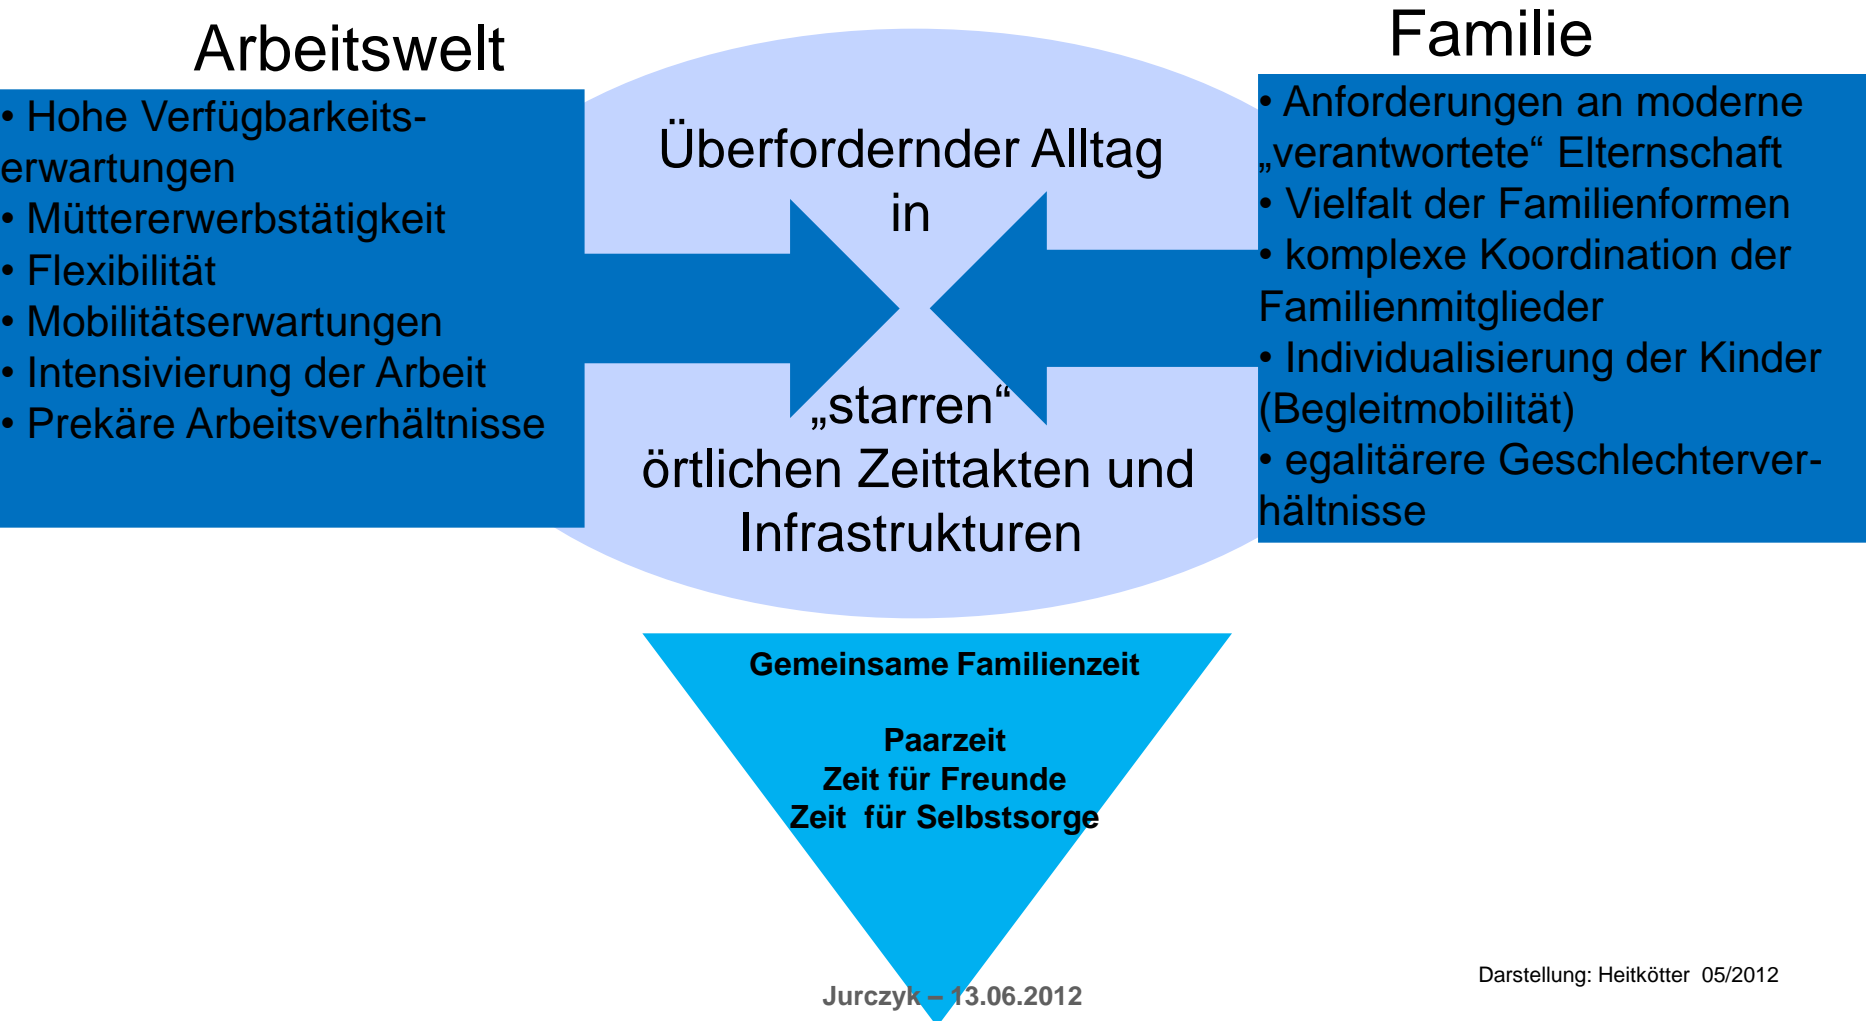 Arbeitswelt
• Hohe Verfügbarkeits-
erwartungen
• Müttererwerbstätigkeit
• Flexibilität
• Mobilitätserwartungen
• Intensivierung der Arbeit
• Prekäre Arbeitsverhältnisse
Überfordernder Alltag
in
„starren“
örtlichen Zeittakten und
Infrastrukturen
Familie
• Anforderungen an moderne
„verantwortete“ Elternschaft
• Vielfalt der Familienformen
• komplexe Koordination der
Familienmitglieder
• Individualisierung der Kinder
(Begleitmobilität)
• egalitärere Geschlechterver-
hältnisse
Gemeinsame Familienzeit
Paarzeit
Zeit für Freunde
Zeit für Selbstsorge
Jurczyk – 13.06.2012
Darstellung: Heitkötter 05/2012